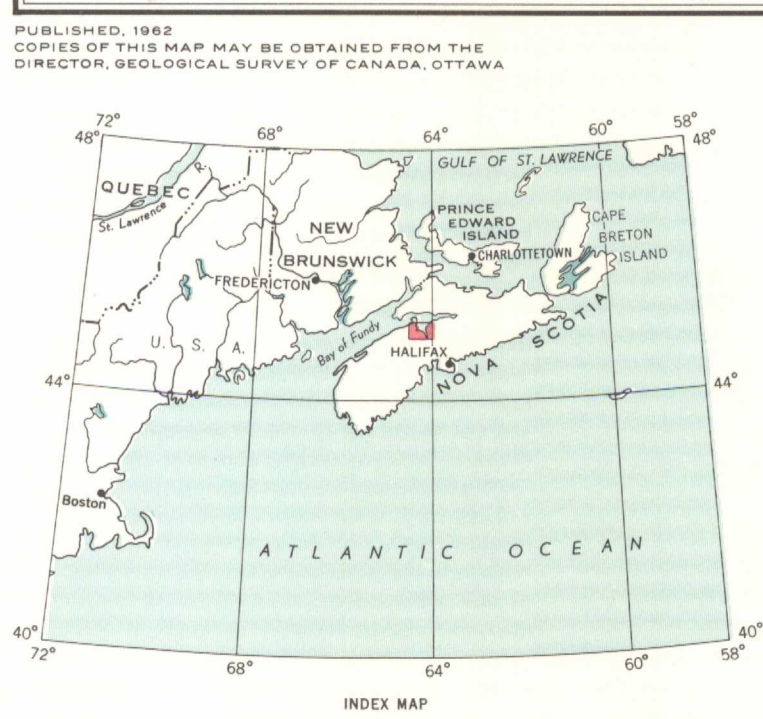 PUBLISHED, 1962
COPIES OF THIS MAP MAY BE OBTAINED FROM THE
DIRECTOR, GEOLOGICAL SURVEY OF CANADA, OTTAWA
72°
68°
64°
60°
58°
48°
48°
GULF OF ST. LAWRENCE
QUEBEC
St. Lawrence R.
NEW
BRUNSWICK
PRINCE
EDWARD
ISLAND
CHARLOTTETOWN
CAPE
BRETON
ISLAND
FREDERICTON
U. S. A.
Bay of Fundy
HALIFAX
NOVA SCOTIA
44°
44°
Boston
ATLANTIC OCEAN
40°
40°
72°
68°
64°
60°
58°
INDEX MAP